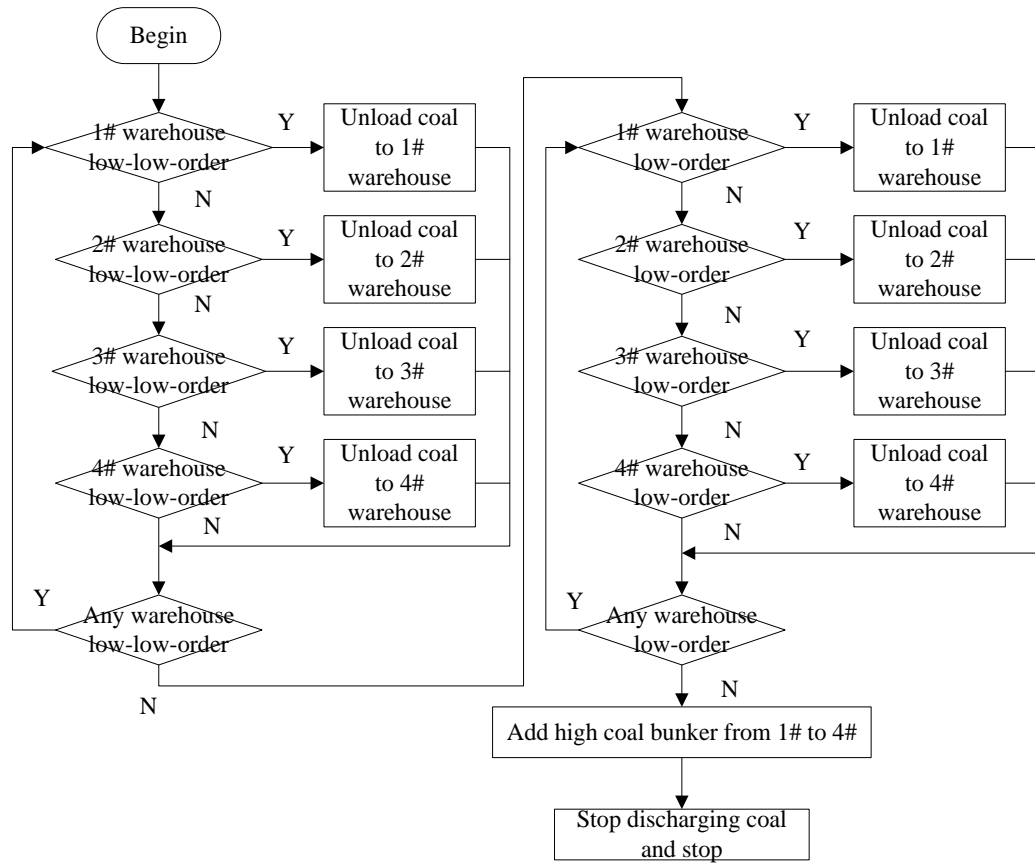 Begin
1# warehouse
low-low-order
Y
Unload coal
to 1#
warehouse
N
2# warehouse
low-low-order
Y
Unload coal
to 2#
warehouse
N
3# warehouse
low-low-order
Y
Unload coal
to 3#
warehouse
N
4# warehouse
low-low-order
Y
Unload coal
to 4#
warehouse
N
Y
Any warehouse
low-low-order
N
1# warehouse
low-order
Y
Unload coal
to 1#
warehouse
N
2# warehouse
low-order
Y
Unload coal
to 2#
warehouse
N
3# warehouse
low-order
Y
Unload coal
to 3#
warehouse
N
4# warehouse
low-order
Y
Unload coal
to 4#
warehouse
N
Y
Any warehouse
low-order
N
Add high coal bunker from 1# to 4#
Stop discharging coal
and stop